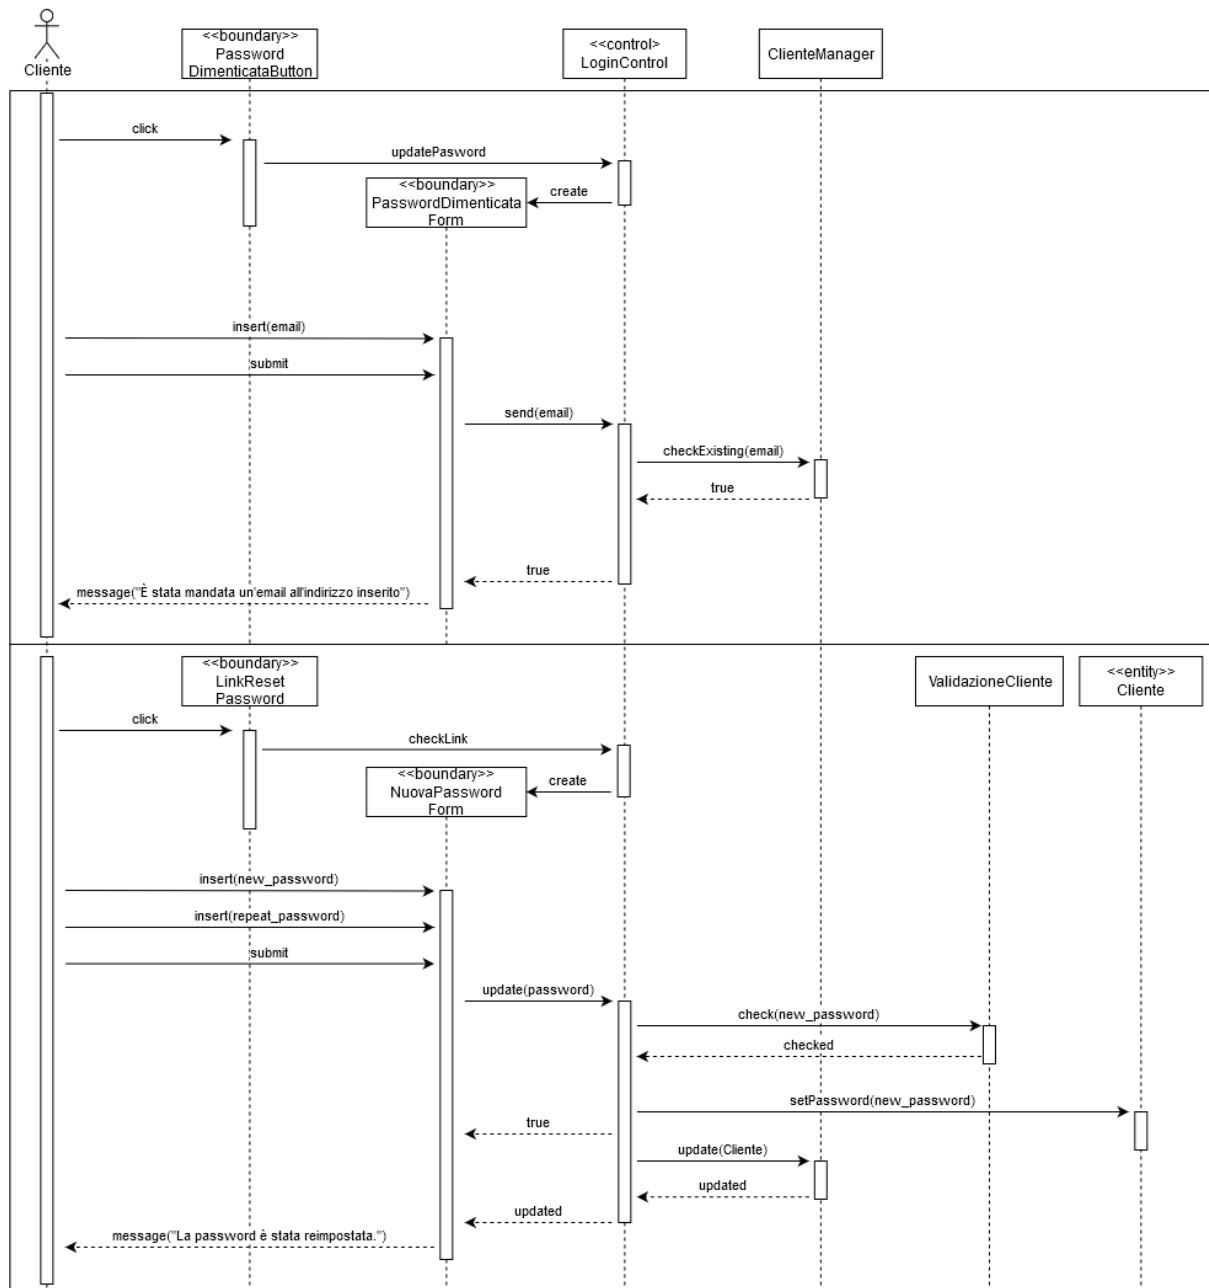 <<boundary>>
Password
DimenticataButton
<<control>
LoginControl
ClienteManager
Cliente
click
updatePasword
<<boundary>>
PasswordDimenticata
Form
create
insert(email)
submit
send(email)
checkExisting(email)
true
true
message("È stata mandata un'email all'indirizzo inserito")
<<boundary>>
LinkReset
Password
ValidazioneCliente
<<entity>>
Cliente
click
checkLink
<<boundary>>
NuovaPassword
Form
create
insert(new_password)
insert(repeat_password)
submit
update(password)
check(new_password)
checked
setPassword(new_password)
true
update(Cliente)
updated
updated
message("La password è stata reimpostata.")